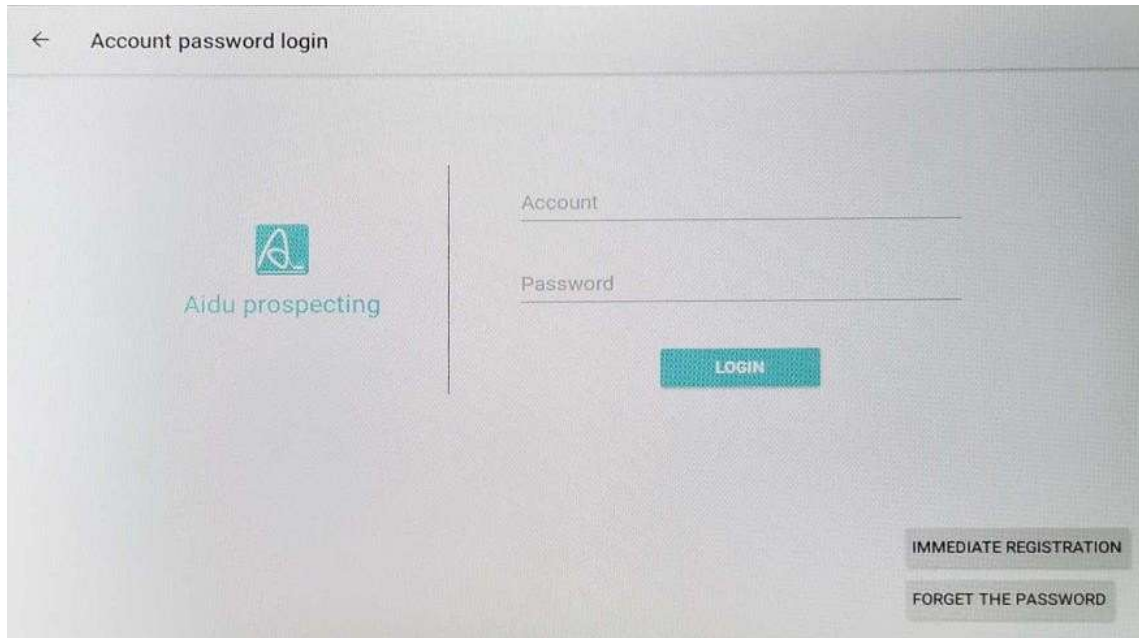 Account password login
Account
Password
Aidu prospecting
LOGIN
IMMEDIATE REGISTRATION
FORGET THE PASSWORD